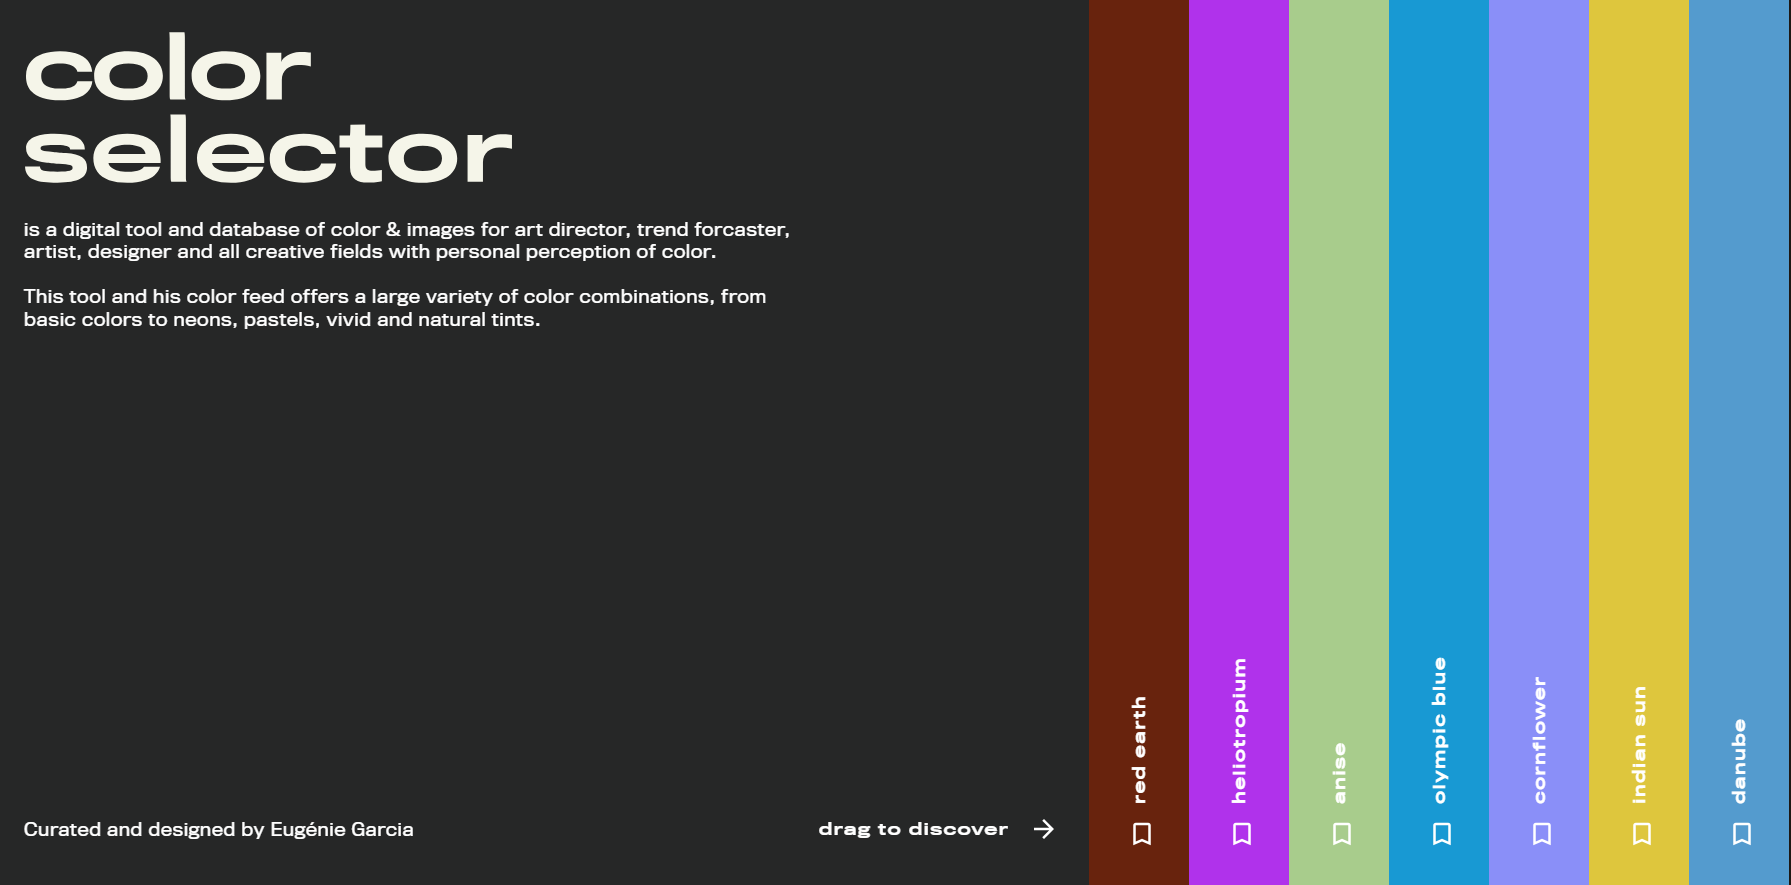 color
selector
is a digital tool and database of color & images for art director, trend forcaster,
artist, designer and all creative fields with personal perception of color.
This tool and his color feed offers a large variety of color combinations, from
basic colors to neons, pastels, vivid and natural tints.
Curated and designed by Eugénie Garcia
drag to discover
red earth
heliotropium
anise
olympic blue
cornflower
indian sun
danube